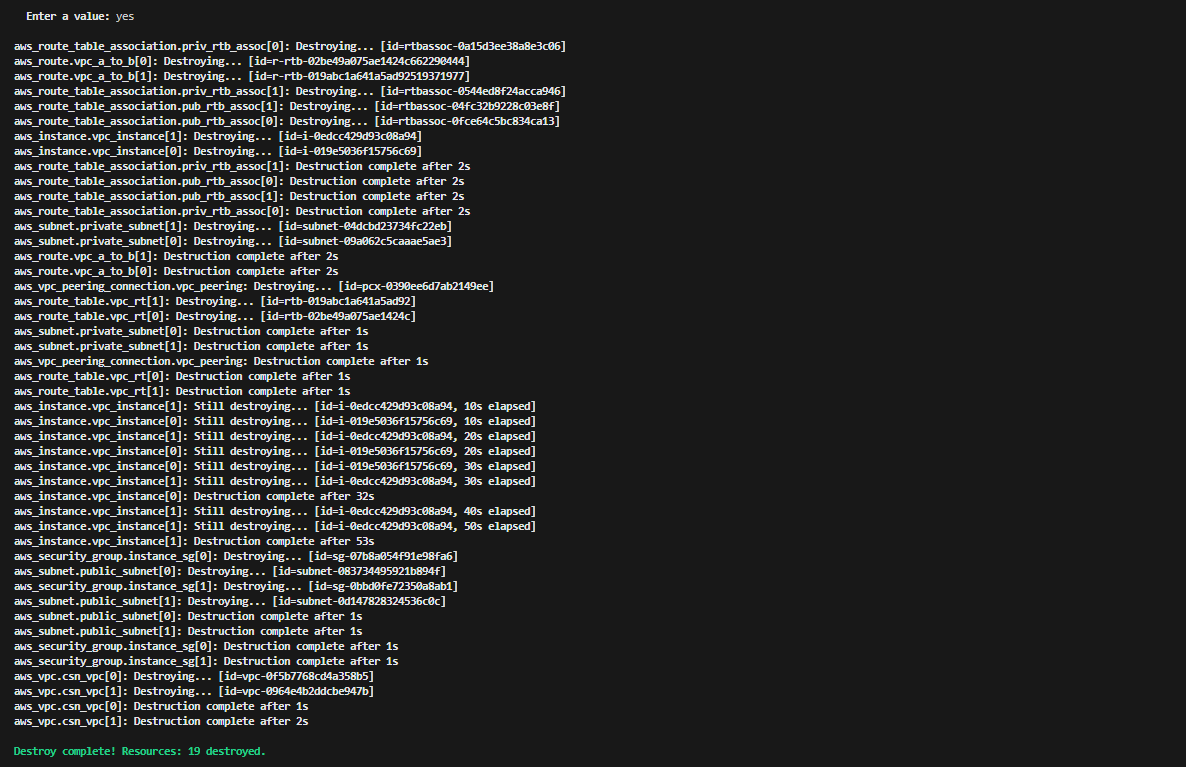 Enter a value: yes
aws_route_table_association.priv_rtb_assoc[0]: Destroying... [id=rtbassoc-0a15d3ee38a8e3c06]
aws_route.vpc_a_to_b[0]: Destroying... [id=r-rtb-02be49a075ae1424c662290444]
aws_route.vpc_a_to_b[1]: Destroying... [id=r-rtb-019abc1a641a5ad92519371977]
aws_route_table_association.priv_rtb_assoc[1]: Destroying... [id=rtbassoc-0544ed8f24acca946]
aws_route_table_association.pub_rtb_assoc[1]: Destroying... [id=rtbassoc-04fc32b9228c03e8f]
aws_route_table_association.pub_rtb_assoc[0]: Destroying... [id=rtbassoc-0fce64c5bc834ca13]
aws_instance.vpc_instance[1]: Destroying... [id=i-0edcc429d93c08a94]
aws_instance.vpc_instance[0]: Destroying... [id=i-019e5036f15756c69]
aws_route_table_association.priv_rtb_assoc[1]: Destruction complete after 2s
aws_route_table_association.pub_rtb_assoc[0]: Destruction complete after 2s
aws_route_table_association.pub_rtb_assoc[1]: Destruction complete after 2s
aws_route_table_association.priv_rtb_assoc[0]: Destruction complete after 2s
aws_subnet.private_subnet[1]: Destroying... [id=subnet-04dcbd23734fc22eb]
aws_subnet.private_subnet[0]: Destroying... [id=subnet-09a062c5caaae5ae3]
aws_route.vpc_a_to_b[1]: Destruction complete after 2s
aws_route.vpc_a_to_b[0]: Destruction complete after 2s
aws_vpc_peering_connection.vpc_peering: Destroying... [id=pcx-0390ee6d7ab2149ee]
aws_route_table.vpc_rt[1]: Destroying... [id=rtb-019abc1a641a5ad92]
aws_route_table.vpc_rt[0]: Destroying... [id=rtb-02be49a075ae1424c]
aws_subnet.private_subnet[0]: Destruction complete after 1s
aws_subnet.private_subnet[1]: Destruction complete after 1s
aws_vpc_peering_connection.vpc_peering: Destruction complete after 1s
aws_route_table.vpc_rt[0]: Destruction complete after 1s
aws_route_table.vpc_rt[1]: Destruction complete after 1s
aws_instance.vpc_instance[1]: Still destroying... [id=i-0edcc429d93c08a94, 10s elapsed]
aws_instance.vpc_instance[0]: Still destroying... [id=i-019e5036f15756c69, 10s elapsed]
aws_instance.vpc_instance[1]: Still destroying... [id=i-0edcc429d93c08a94, 20s elapsed]
aws_instance.vpc_instance[0]: Still destroying... [id=i-019e5036f15756c69, 20s elapsed]
aws_instance.vpc_instance[0]: Still destroying... [id=i-019e5036f15756c69, 30s elapsed]
aws_instance.vpc_instance[1]: Still destroying... [id=i-0edcc429d93c08a94, 30s elapsed]
aws_instance.vpc_instance[0]: Destruction complete after 32s
aws_instance.vpc_instance[1]: Still destroying... [id=i-0edcc429d93c08a94, 40s elapsed]
aws_instance.vpc_instance[1]: Still destroying... [id=i-0edcc429d93c08a94, 50s elapsed]
aws_instance.vpc_instance[1]: Destruction complete after 53s
aws_security_group.instance_sg[0]: Destroying... [id=sg-07b8a054f91e98fa6]
aws_subnet.public_subnet[0]: Destroying... [id=subnet-083734495921b894f]
aws_security_group.instance_sg[1]: Destroying... [id=sg-0bbd0fe72350a8ab1]
aws_subnet.public_subnet[1]: Destroying... [id=subnet-0d147828324536c0c]
aws_subnet.public_subnet[0]: Destruction complete after 1s
aws_subnet.public_subnet[1]: Destruction complete after 1s
aws_security_group.instance_sg[0]: Destruction complete after 1s
aws_security_group.instance_sg[1]: Destruction complete after 1s
aws_vpc.csn_vpc[0]: Destroying... [id=vpc-0f5b7768cd4a358b5]
aws_vpc.csn_vpc[1]: Destroying... [id=vpc-0964e4b2ddcbe947b]
aws_vpc.csn_vpc[0]: Destruction complete after 1s
aws_vpc.csn_vpc[1]: Destruction complete after 2s
Destroy complete! Resources: 19 destroyed.